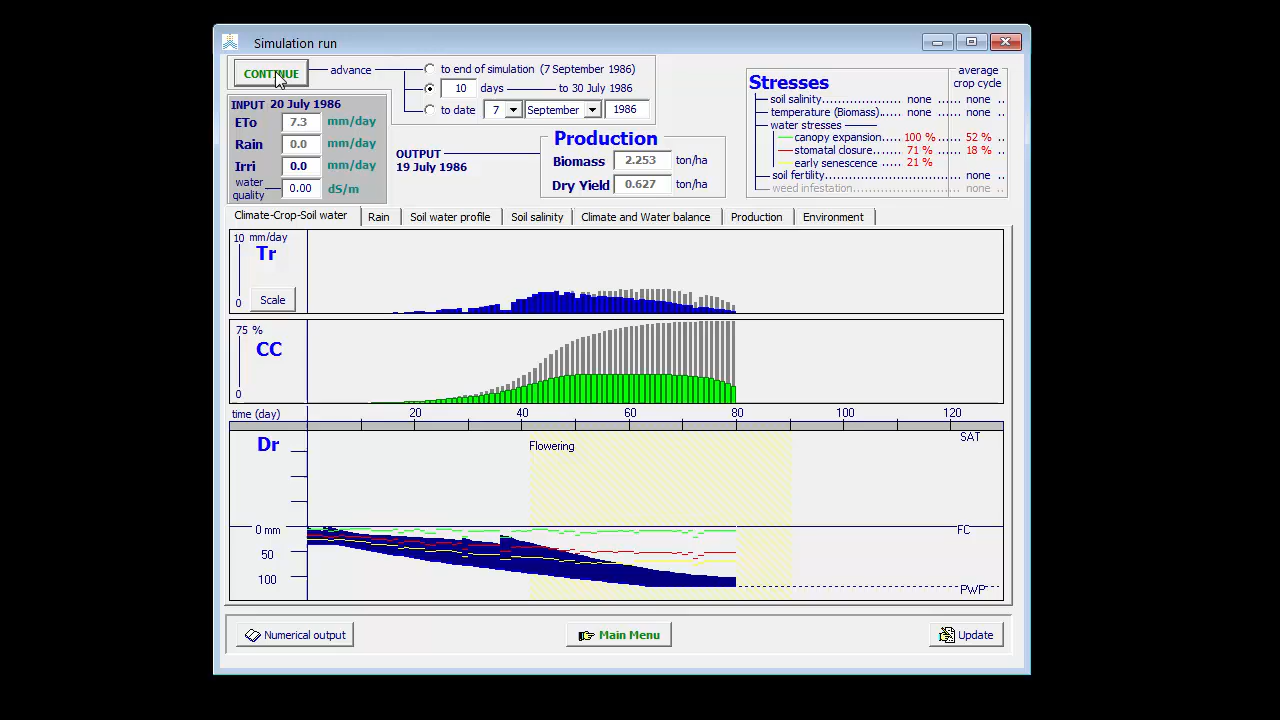 Simulation run
CONTINUE
advance
to end of simulation (7 September 1986)
10 days to 30 July 1986
to date 7 September 1986
INPUT 20 July 1986
ETo 7.3 mm/day
Rain 0.0 mm/day
Irri 0.0 mm/day
water quality 0.00 dS/m
OUTPUT
19 July 1986
Production
Biomass 2.253 ton/ha
Dry Yield 0.627 ton/ha
Stresses
average
crop cycle
soil salinity........................ none ... none ..
temperature (Biomass)...... none ... none ..
water stresses
canopy expansion....... 100 % ... 52 % ..
stomatal closure........ 71 % ... 18 % ..
early senescence 21 %
soil fertility................................ none ..
weed infestation........................ none ..
Climate-Crop-Soil water Rain Soil water profile Soil salinity Climate and Water balance Production Environment
10 mm/day
Tr
0
Scale
75 %
CC
0
time (day) 20 40 60 80 100 120
Dr
SAT
Flowering
0 mm
FC
50
100
PWP
Numerical output
Main Menu
Update